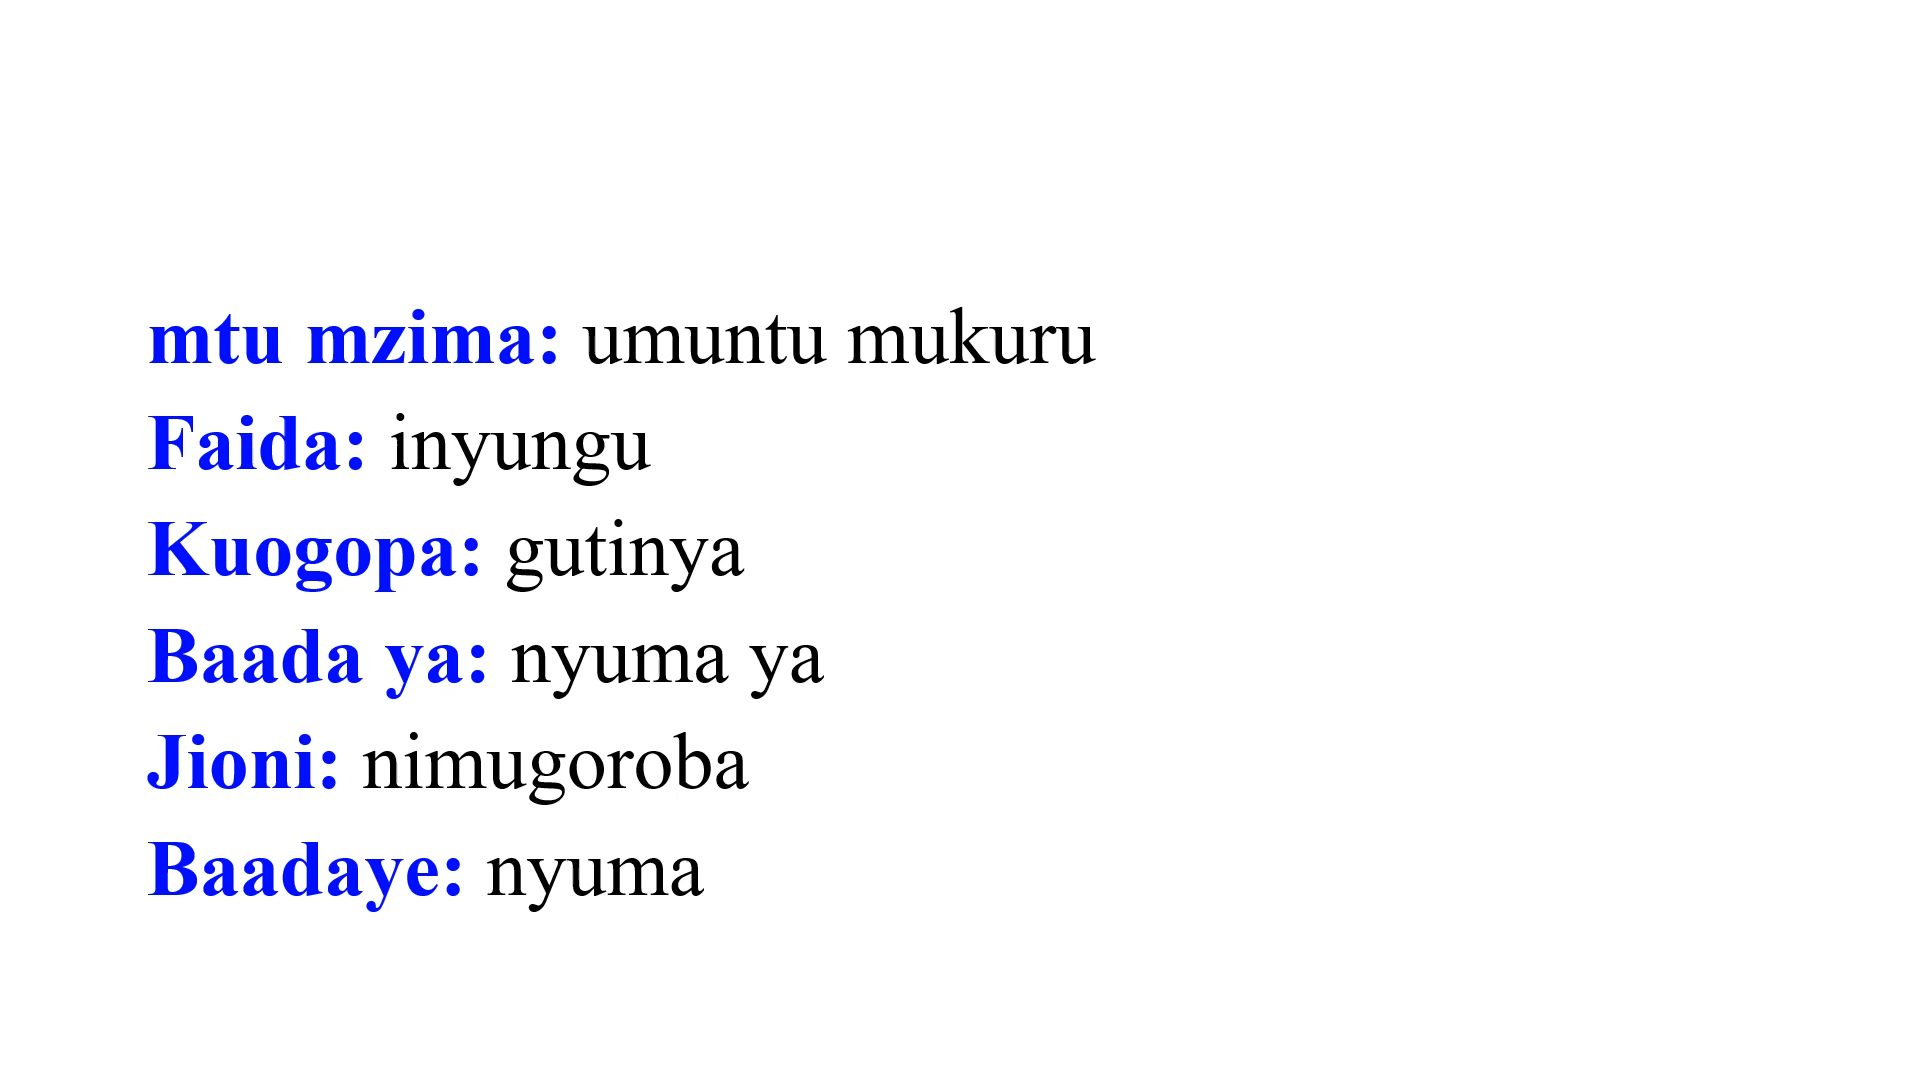 mtu mzima: umuntu mukuru
Faida: inyungu
Kuogopa: gutinya
Baada ya: nyuma ya
Jioni: nimugoroba
Baadaye: nyuma